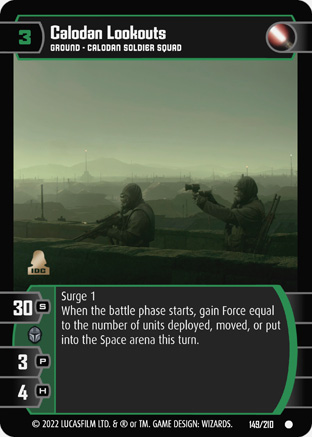 3
Calodan Lookouts
GROUND - CALODAN SOLDIER SQUAD
IDC
30 S
Surge 1
When the battle phase starts, gain Force equal
to the number of units deployed, moved, or put
into the Space arena this turn.
3 P
4 H
© 2022 LUCASFILM LTD. & ® or TM. GAME DESIGN: WIZARDS. 149/210